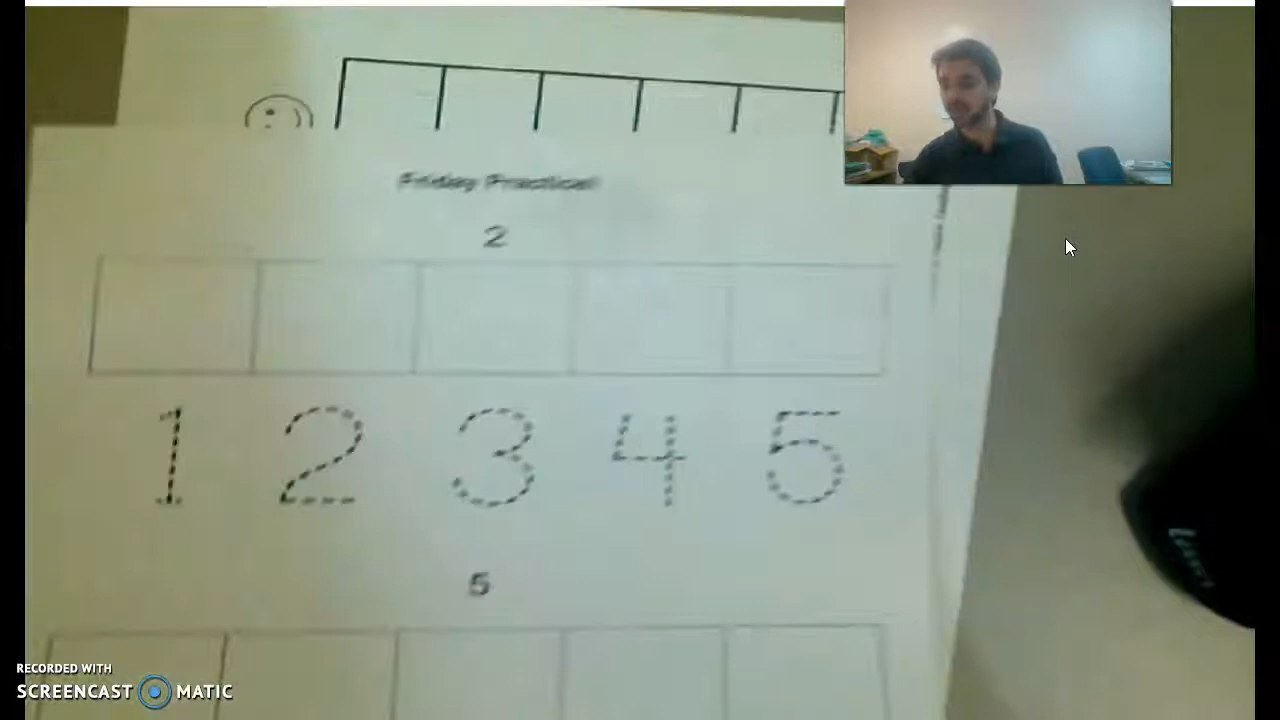 Friday Practice!
2
1 2 3 4 5
5
RECORDED WITH
SCREENCAST MATIC